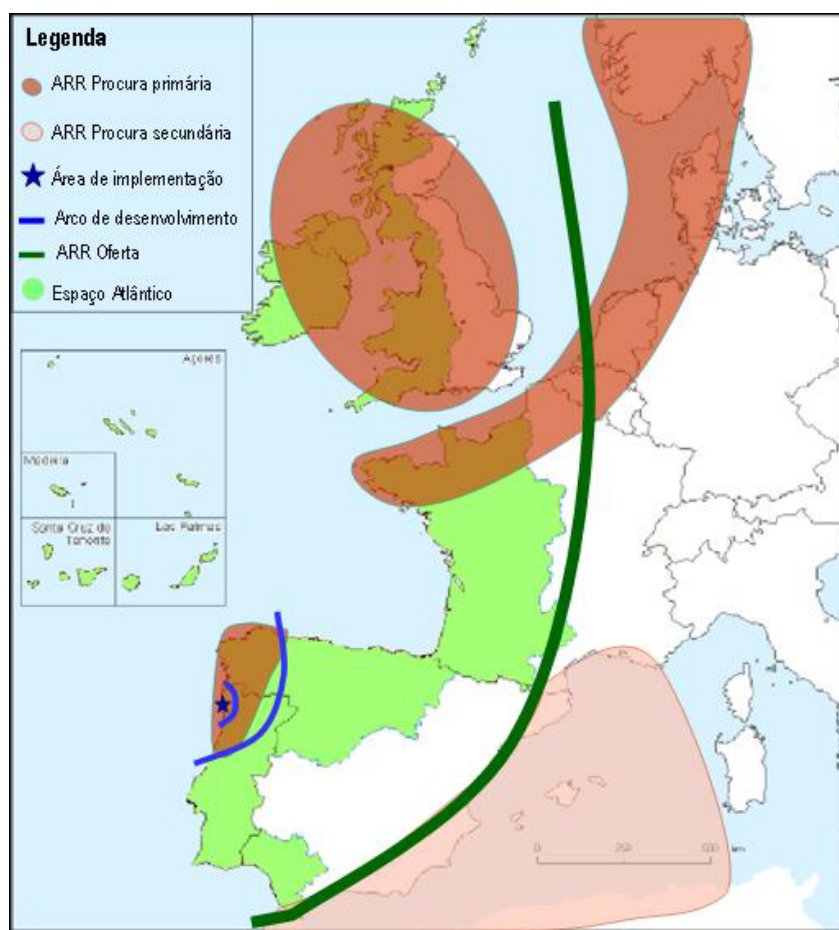 Legenda
ARR Procura primária
ARR Procura secundária
Área de implementação
Arco de desenvolvimento
ARR Oferta
Espaço Atlântico
Açores
Madeira
Santa Cruz de
Tenerife
Las Palmas
0 250 500 km